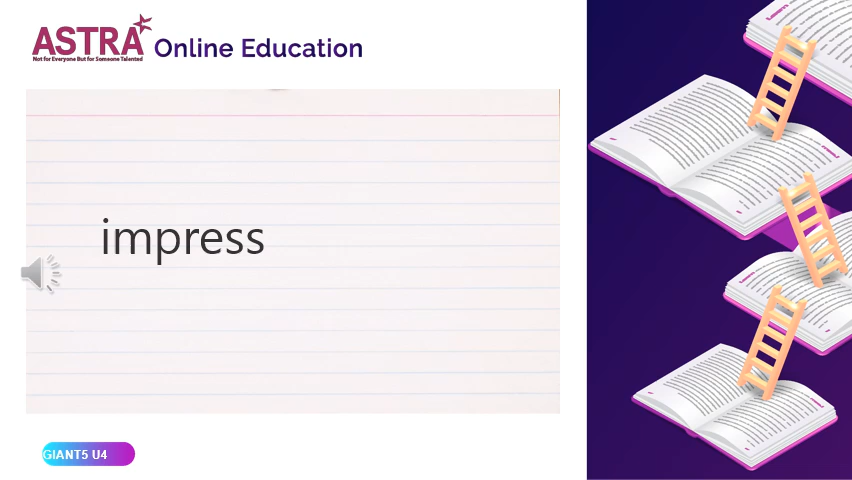 ASTRA
Not for Everyone But for Someone Talented
Online Education
impress
GIANT5 U4